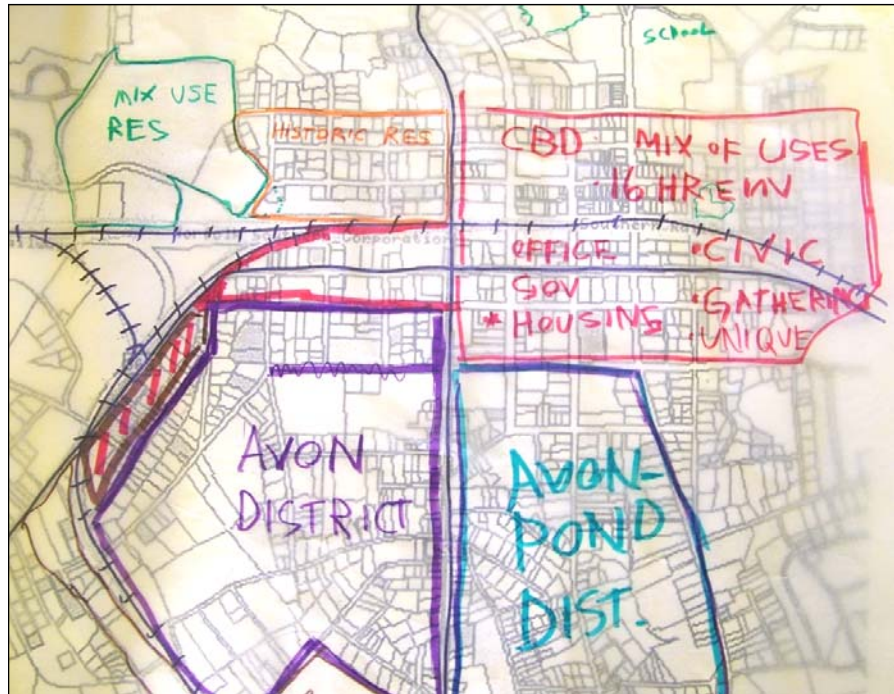 SCHOOL
MIX USE
RES
HISTORIC RES
CBD · MIX OF USES
· 16 HR ENV
OFFICE
GOV
* HOUSING
· CIVIC
· GATHERING
· UNIQUE
AVON
DISTRICT
AVON-
POND
DIST.